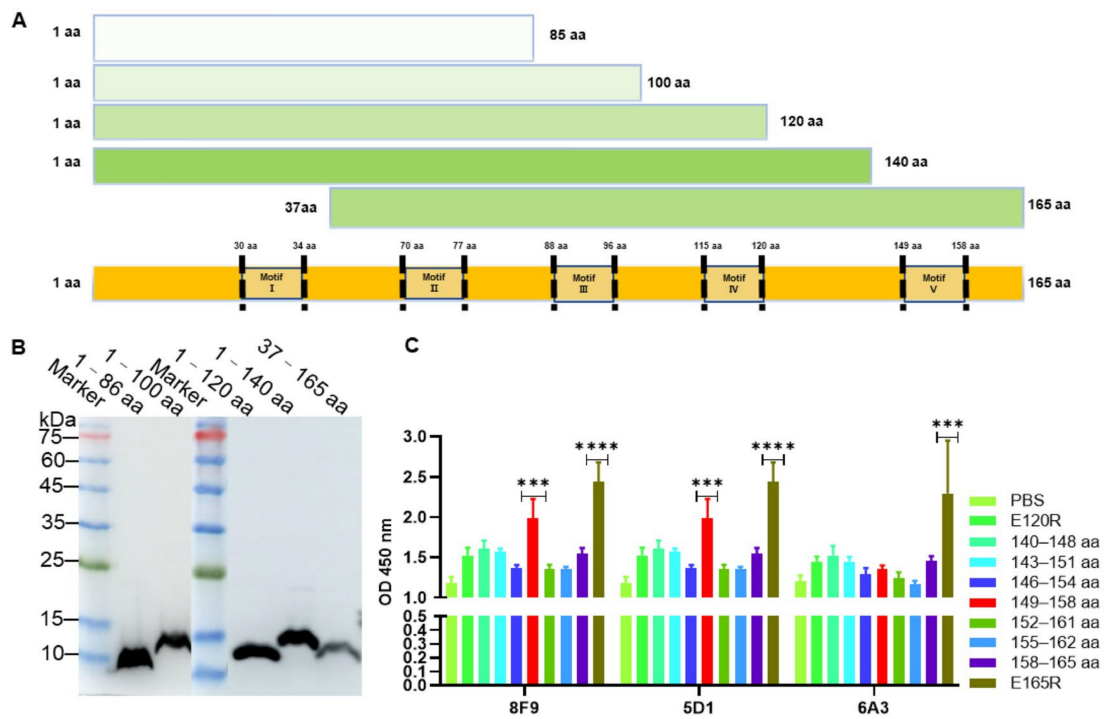 A
1 aa
85 aa
1 aa
100 aa
1 aa
120 aa
1 aa
140 aa
37aa
165 aa
30 aa 34 aa 70 aa 77 aa 88 aa 96 aa 115 aa 120 aa 149 aa 158 aa
1 aa
Motif
I
Motif
II
Motif
III
Motif
IV
Motif
V
165 aa
B
Marker
1 – 86 aa
1 – 100 aa
Marker
1 – 120 aa
1 – 140 aa
37 – 165 aa
kDa
75
60
45
35
25
15
10
C
OD 450 nm
3.0
2.5
2.0
1.5
1.0
0.5
0.4
0.3
0.2
0.1
0.0
*** **** *** **** ***
8F9 5D1 6A3
PBS
E120R
140–148 aa
143–151 aa
146–154 aa
149–158 aa
152–161 aa
155–162 aa
158–165 aa
E165R